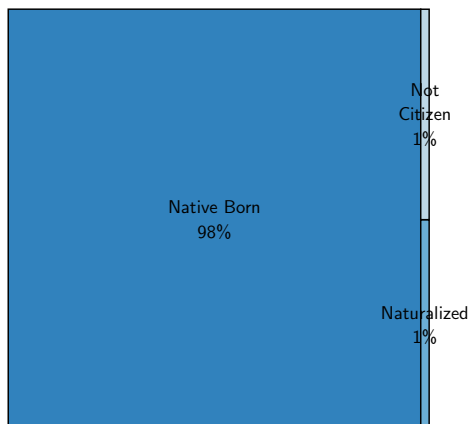 Not
Citizen
1%
Native Born
98%
Naturalized
1%